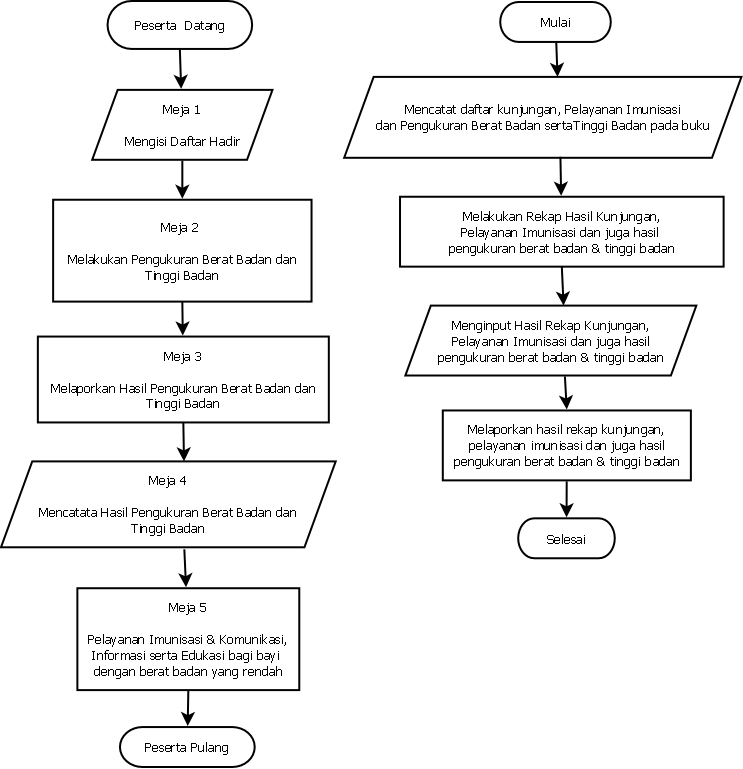 Peserta Datang
Meja 1
Mengisi Daftar Hadir
Meja 2
Melakukan Pengukuran Berat Badan dan
Tinggi Badan
Meja 3
Melaporkan Hasil Pengukuran Berat Badan dan
Tinggi Badan
Meja 4
Mencatata Hasil Pengukuran Berat Badan dan
Tinggi Badan
Meja 5
Pelayanan Imunisasi & Komunikasi,
Informasi serta Edukasi bagi bayi
dengan berat badan yang rendah
Peserta Pulang
Mulai
Mencatat daftar kunjungan, Pelayanan Imunisasi
dan Pengukuran Berat Badan sertaTinggi Badan pada buku
Melakukan Rekap Hasil Kunjungan,
Pelayanan Imunisasi dan juga hasil
pengukuran berat badan & tinggi badan
Menginput Hasil Rekap Kunjungan,
Pelayanan Imunisasi dan juga hasil
pengukuran berat badan & tinggi badan
Melaporkan hasil rekap kunjungan,
pelayanan imunisasi dan juga hasil
pengukuran berat badan & tinggi badan
Selesai